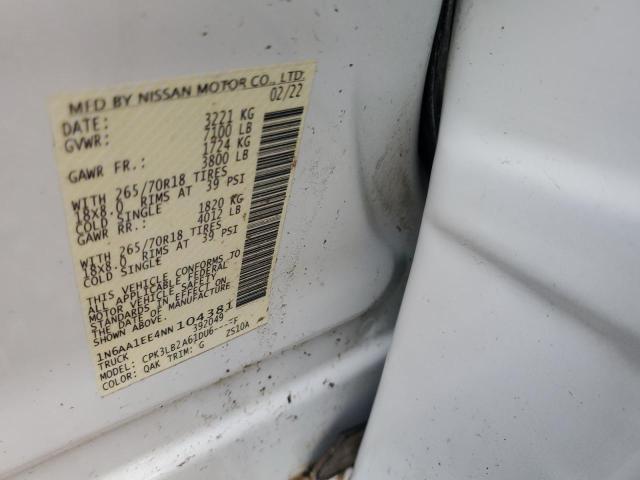 MFD BY NISSAN MOTOR CO., LTD.
DATE: 02/22
GVWR: 3221 KG
7100 LB
GAWR FR.: 1724 KG
3800 LB
WITH 265/70R18 TIRES
18X8.0 RIMS AT 39 PSI
COLD SINGLE
GAWR RR.: 1820 KG
4012 LB
WITH 265/70R18 TIRES
18X8.0 RIMS AT 39 PSI
COLD SINGLE
THIS VEHICLE CONFORMS TO
ALL APPLICABLE FEDERAL
MOTOR VEHICLE SAFETY
STANDARDS IN EFFECT ON
THE DATE OF MANUFACTURE
SHOWN ABOVE.
1N6AA1EE4NN104381
TRUCK 392049
MODEL: CPK3LB2A61DU6----F
COLOR: QAK TRIM: G ZS10A